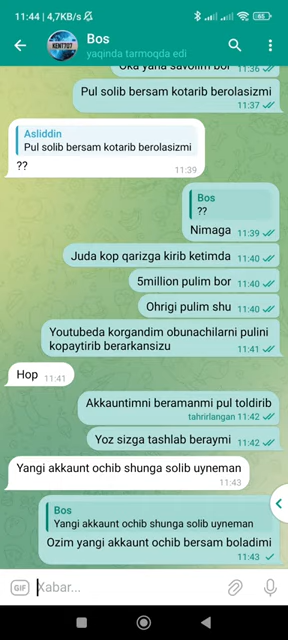 11:44
65
KENT707
Bos
yaqinda tarmoqda edi
Oka yana savolim bor 11:36
Pul solib bersam kotarib berolasizmi
11:37
Asliddin
Pul solib bersam kotarib berolasizmi
??
11:39
Bos
??
Nimaga 11:39
Juda kop qarizga kirib ketimda 11:40
5million pulim bor 11:40
Ohrigi pulim shu 11:40
Youtubeda korgandim obunachilarni pulini
kopaytirib berarkansizu 11:41
Hop 11:41
Akkauntimni beramanmi pul toldirib
tahrirlangan 11:42
Yoz sizga tashlab beraymi 11:42
Yangi akkaunt ochib shunga solib uyneman
11:43
Bos
Yangi akkaunt ochib shunga solib uyneman
Ozim yangi akkaunt ochib bersam boladimi
11:43
GIF Xabar...